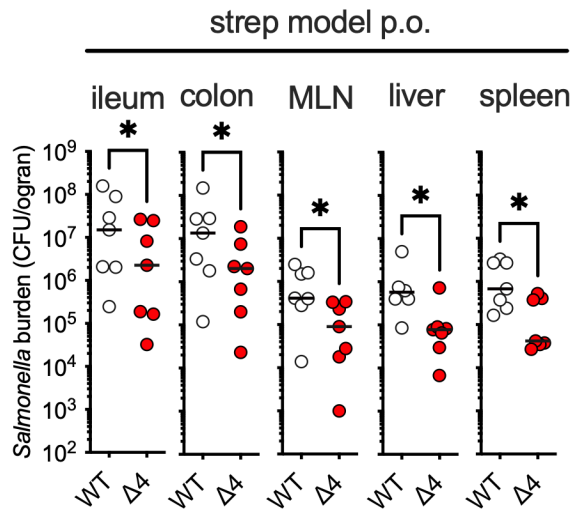 strep model p.o.
ileum colon MLN liver spleen
* * * * *
Salmonella burden (CFU/ogran)
10⁹
10⁸
10⁷
10⁶
10⁵
10⁴
10³
10²
WT Δ4 WT Δ4 WT Δ4 WT Δ4 WT Δ4